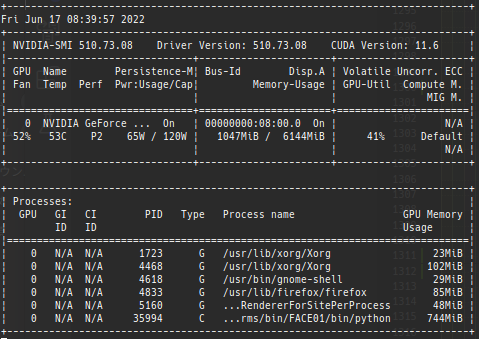 Fri Jun 17 08:39:57 2022
NVIDIA-SMI 510.73.08    Driver Version: 510.73.08    CUDA Version: 11.6
GPU  Name        Persistence-M| Bus-Id        Disp.A | Volatile Uncorr. ECC
Fan  Temp  Perf  Pwr:Usage/Cap|         Memory-Usage | GPU-Util  Compute M.
MIG M.
0  NVIDIA GeForce ...  On   | 00000000:08:00.0  On |                  N/A
52%   53C    P2    65W / 120W |   1047MiB /  6144MiB |     41%      Default
N/A
Processes:
GPU   GI   CI        PID   Type   Process name                  GPU Memory
ID   ID                                                   Usage
0   N/A  N/A      1723      G   /usr/lib/xorg/Xorg                 23MiB
0   N/A  N/A      4468      G   /usr/lib/xorg/Xorg                102MiB
0   N/A  N/A      4618      G   /usr/bin/gnome-shell               29MiB
0   N/A  N/A      4833      G   /usr/lib/firefox/firefox           85MiB
0   N/A  N/A      5160      G   ...RendererForSitePerProcess       48MiB
0   N/A  N/A     35994      C   ...rms/bin/FACE01/bin/python      744MiB